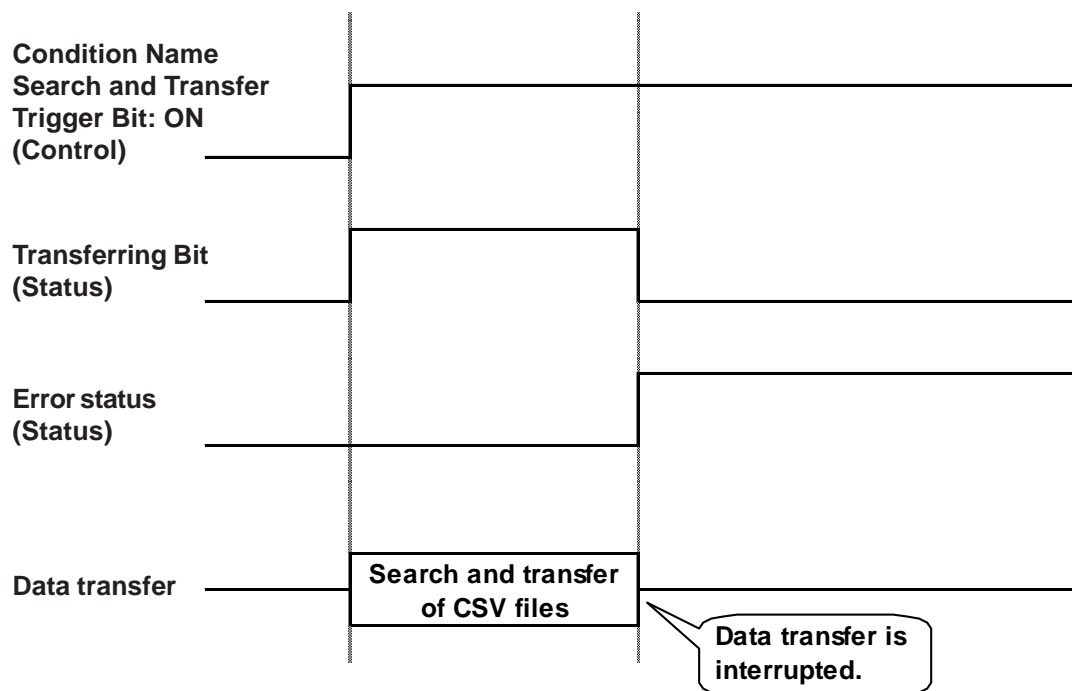 Condition Name
Search and Transfer
Trigger Bit: ON
(Control)
Transferring Bit
(Status)
Error status
(Status)
Data transfer
Search and transfer
of CSV files
Data transfer is
interrupted.